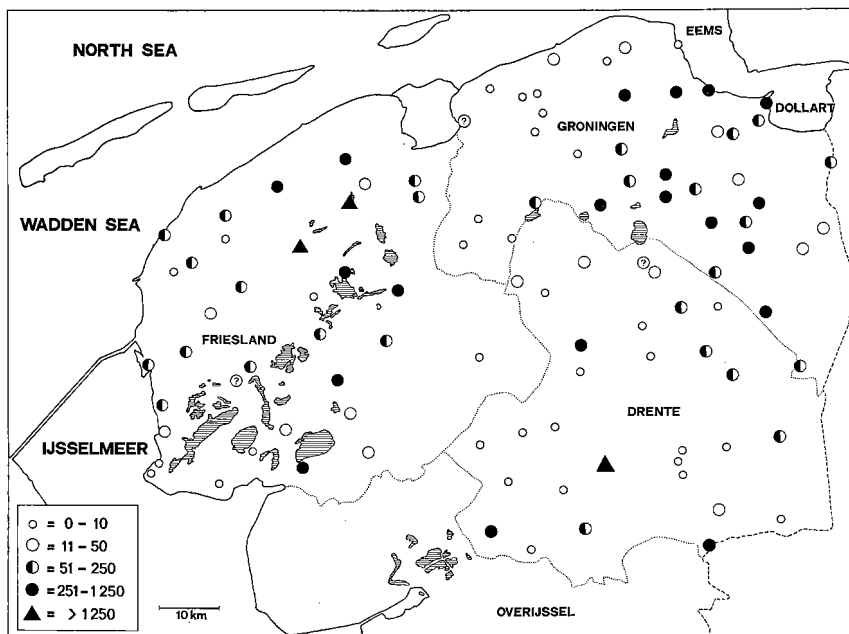 NORTH SEA
EEMS
DOLLART
GRONINGEN
?
WADDEN SEA
?
FRIESLAND
?
DRENTE
IJSSELMEER
○ = 0 - 10
○ = 11 - 50
◐ = 51 - 250
● = 251-1250
▲ = > 1250
10 km
OVERIJSSEL